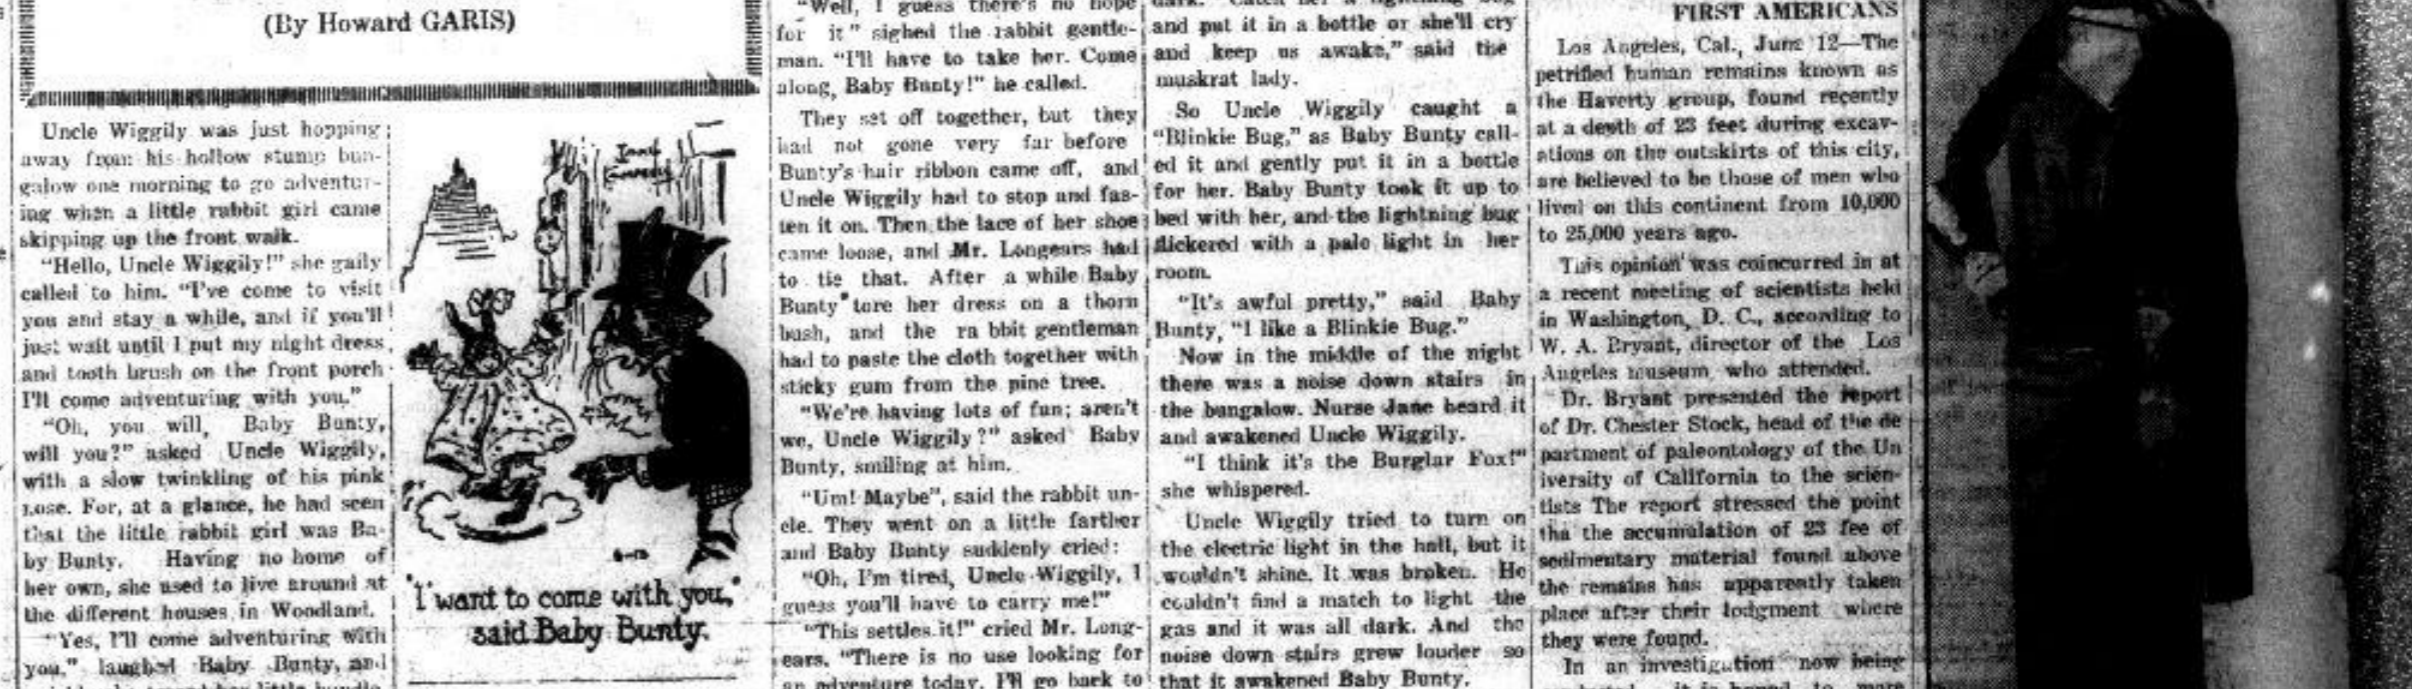 (By Howard GARIS)
Uncle Wiggily was just hopping
away from his hollow stump bun-
galow one morning to go adventur-
ing when a little rabbit girl came
skipping up the front walk.
"Hello, Uncle Wiggily!" she gaily
called to him. "I've come to visit
you and stay a while, and if you'll
just wait until I put my night dress
and tooth brush on the front porch
I'll come adventuring with you."
"Oh, you will, Baby Bunty,
will you?" asked Uncle Wiggily,
with a slow twinkling of his pink
nose. For, at a glance, he had seen
that the little rabbit girl was Ba-
by Bunty. Having no home of
her own, she used to live around at
the different houses in Woodland.
"Yes, I'll come adventuring with
you." laughed Baby Bunty, and
"I want to come with you,"
said Baby Bunty.
"Well, I guess there's no hope
for it" sighed the rabbit gentle-
man. "I'll have to take her. Come
along, Baby Bunty!" he called.
They set off together, but they
had not gone very far before
Bunty's hair ribbon came off, and
Uncle Wiggily had to stop and fas-
ten it on. Then the lace of her shoe
came loose, and Mr. Longears had
to tie that. After a while Baby
Bunty tore her dress on a thorn
bush, and the ra bbit gentleman
had to paste the cloth together with
sticky gum from the pine tree.
"We're having lots of fun; aren't
we, Uncle Wiggily?" asked Baby
Bunty, smiling at him.
"Um! Maybe", said the rabbit un-
cle. They went on a little farther
and Baby Bunty suddenly cried:
"Oh, I'm tired, Uncle Wiggily, I
guess you'll have to carry me!"
"This settles it!" cried Mr. Long-
ears. "There is no use looking for
an adventure today. I'll go back to
and put it in a bottle or she'll cry
and keep us awake," said the
muskrat lady.
So Uncle Wiggily caught a
"Blinkie Bug," as Baby Bunty call-
ed it and gently put it in a bottle
for her. Baby Bunty took it up to
bed with her, and the lightning bug
flickered with a pale light in her
room.
"It's awful pretty," said Baby
Bunty, "I like a Blinkie Bug."
Now in the middle of the night
there was a noise down stairs in
the bungalow. Nurse Jane heard it
and awakened Uncle Wiggily.
"I think it's the Burglar Fox!"
she whispered.
Uncle Wiggily tried to turn on
the electric light in the hall, but it
wouldn't shine. It was broken. He
couldn't find a match to light the
gas and it was all dark. And the
noise down stairs grew louder so
that it awakened Baby Bunty.
FIRST AMERICANS
Los Angeles, Cal., June 12—The
petrified human remains known as
the Haverty group, found recently
at a depth of 23 feet during excav-
ations on the outskirts of this city,
are believed to be those of men who
lived on this continent from 10,000
to 25,000 years ago.
This opinion was coincurred in at
a recent meeting of scientists held
in Washington, D. C., according to
W. A. Bryant, director of the Los
Angeles museum who attended.
Dr. Bryant presented the report
of Dr. Chester Stock, head of the de
partment of paleontology of the Un
iversity of California to the scien-
tists The report stressed the point
tha the accumulation of 23 fee of
sedimentary material found above
the remains has apparently taken
place after their lodgment where
they were found.
In an investigation now being